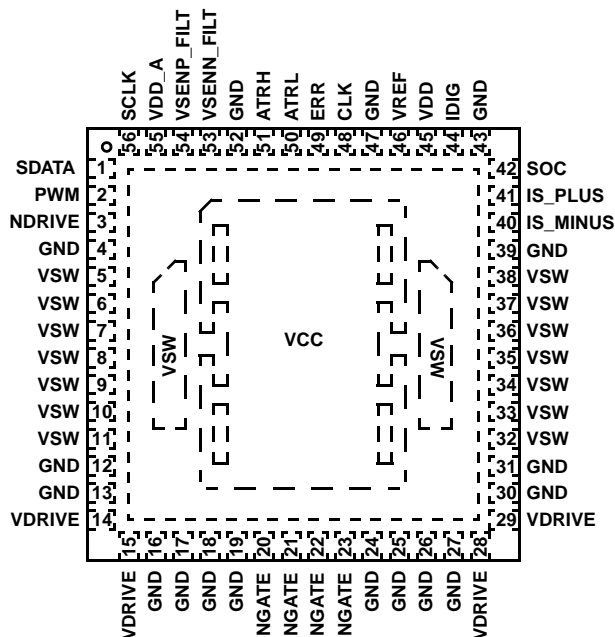 SCLK
VDD_A
VSENP_FILT
VSENN_FILT
GND
ATRH
ATRL
ERR
CLK
GND
VREF
VDD
IDIG
GND
56
55
54
53
52
51
50
49
48
47
46
45
44
43
SDATA 1
PWM 2
NDRIVE 3
GND 4
VSW 5
VSW 6
VSW 7
VSW 8
VSW 9
VSW 10
VSW 11
GND 12
GND 13
VDRIVE 14
VSW
VCC
VSW
42 SOC
41 IS_PLUS
40 IS_MINUS
39 GND
38 VSW
37 VSW
36 VSW
35 VSW
34 VSW
33 VSW
32 VSW
31 GND
30 GND
29 VDRIVE
15
16
17
18
19
20
21
22
23
24
25
26
27
28
VDRIVE
GND
GND
GND
GND
NGATE
NGATE
NGATE
NGATE
GND
GND
GND
GND
VDRIVE